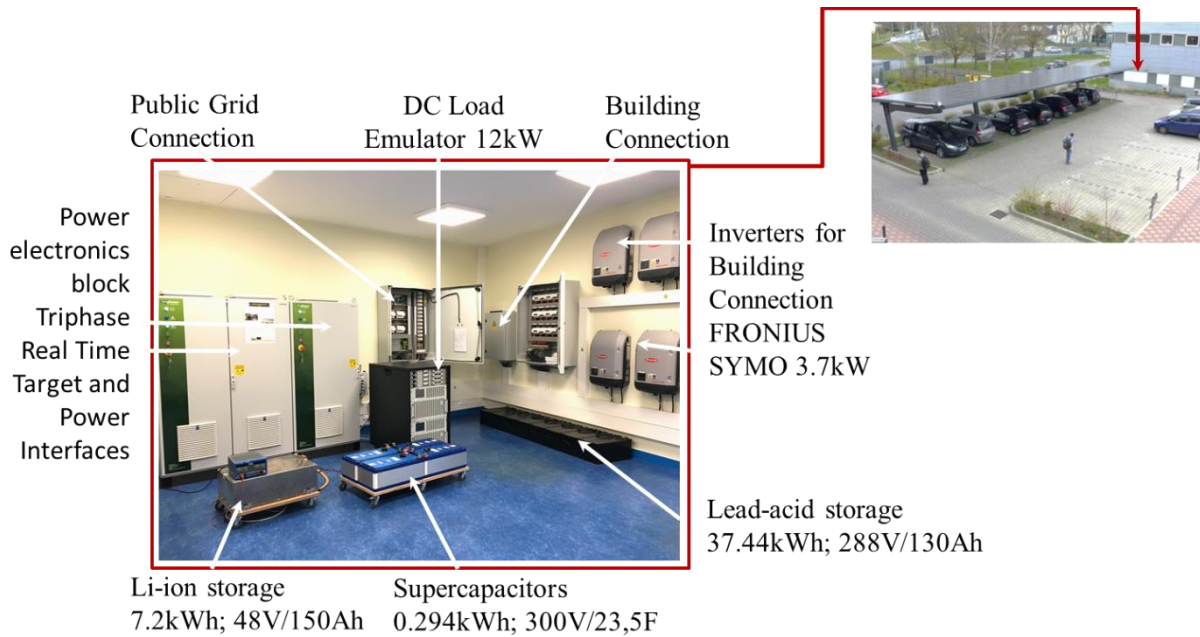 Public Grid
Connection
DC Load
Emulator 12kW
Building
Connection
Power
electronics
block
Triphase
Real Time
Target and
Power
Interfaces
Inverters for
Building
Connection
FRONIUS
SYMO 3.7kW
Lead-acid storage
37.44kWh; 288V/130Ah
Li-ion storage
7.2kWh; 48V/150Ah
Supercapacitors
0.294kWh; 300V/23,5F